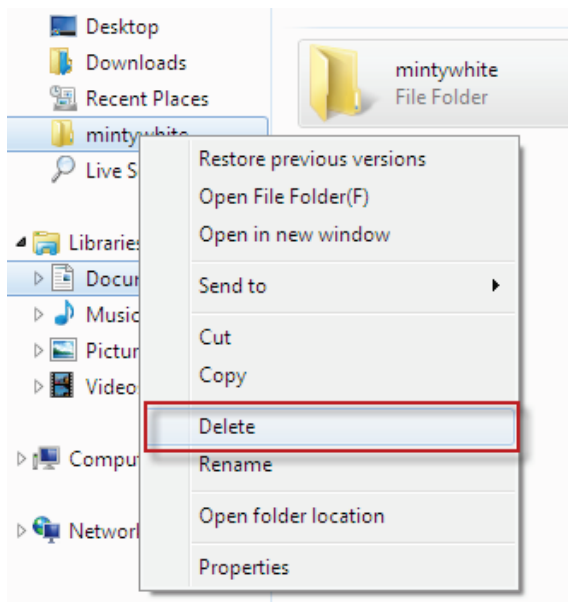 Desktop
Downloads
Recent Places
mintywhite
Live S
Libraries
Docu
Music
Pictur
Video
Compu
Network
mintywhite
File Folder
Restore previous versions
Open File Folder(F)
Open in new window
Send to
Cut
Copy
Delete
Rename
Open folder location
Properties